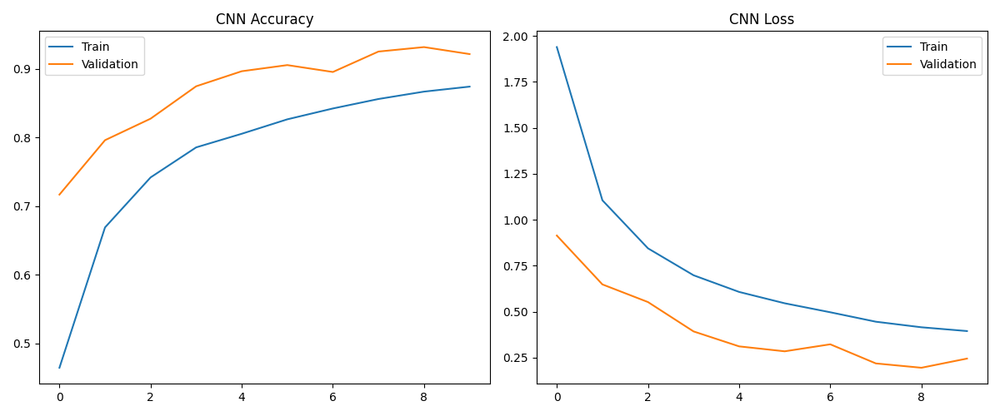 CNN Accuracy
Train
Validation
0.9
0.8
0.7
0.6
0.5
0 2 4 6 8
CNN Loss
Train
Validation
2.00
1.75
1.50
1.25
1.00
0.75
0.50
0.25
0 2 4 6 8